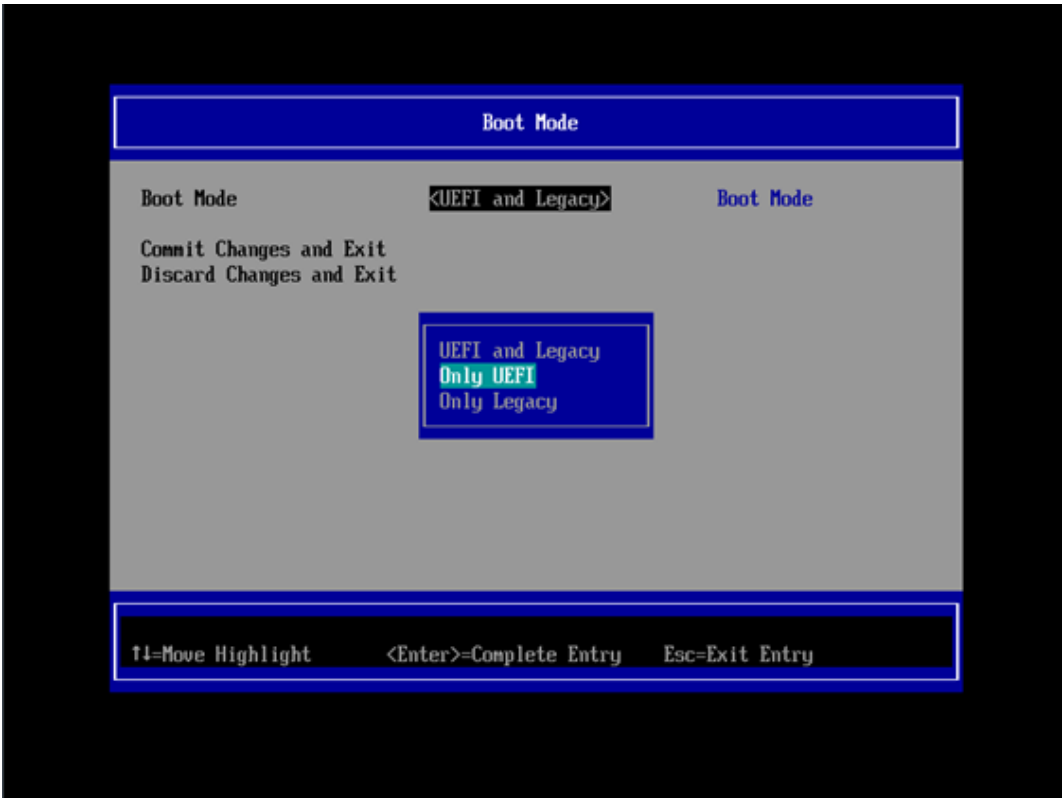 Boot Mode
Boot Mode <UEFI and Legacy> Boot Mode
Commit Changes and Exit
Discard Changes and Exit
UEFI and Legacy
Only UEFI
Only Legacy
↑↓=Move Highlight <Enter>=Complete Entry Esc=Exit Entry